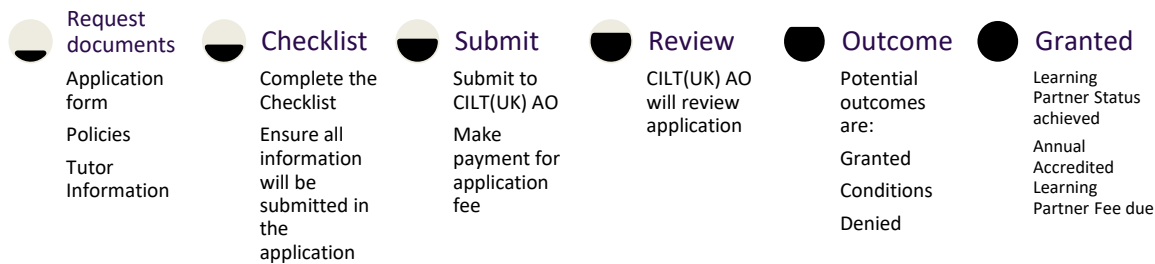 Request
documents
Application
form
Policies
Tutor
Information
Checklist
Complete the
Checklist
Ensure all
information
will be
submitted in
the
application
Submit
Submit to
CILT(UK) AO
Make
payment for
application
fee
Review
CILT(UK) AO
will review
application
Outcome
Potential
outcomes
are:
Granted
Conditions
Denied
Granted
Learning
Partner Status
achieved
Annual
Accredited
Learning
Partner Fee due